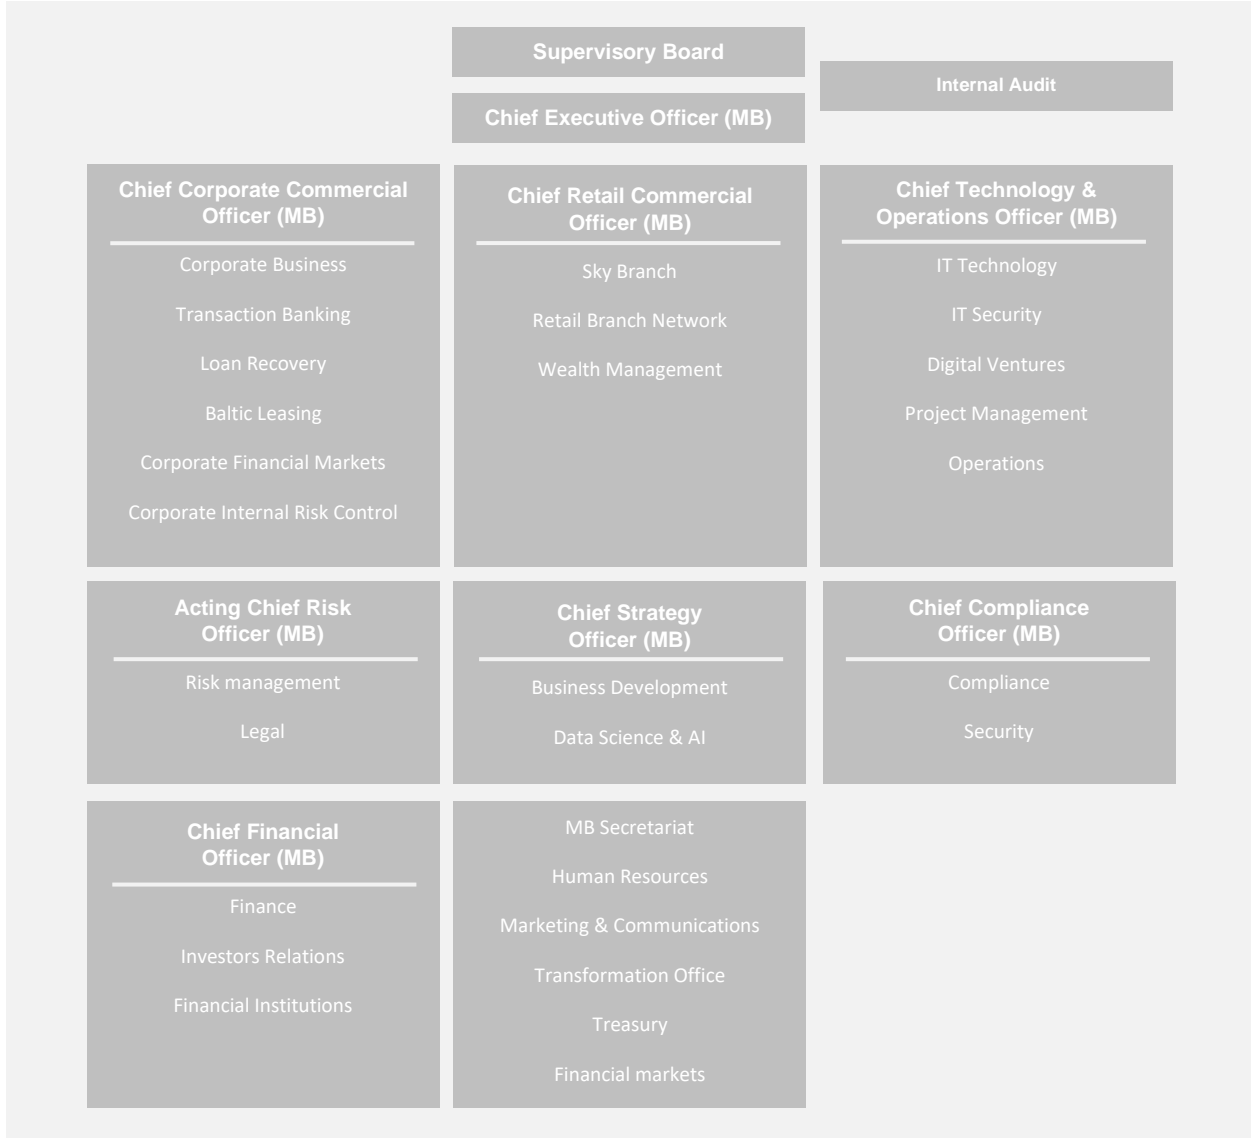 Supervisory Board
Internal Audit
Chief Executive Officer (MB)
Chief Corporate Commercial
Officer (MB)
Corporate Business
Transaction Banking
Loan Recovery
Baltic Leasing
Corporate Financial Markets
Corporate Internal Risk Control
Chief Retail Commercial
Officer (MB)
Sky Branch
Retail Branch Network
Wealth Management
Chief Technology &
Operations Officer (MB)
IT Technology
IT Security
Digital Ventures
Project Management
Operations
Acting Chief Risk
Officer (MB)
Risk management
Legal
Chief Strategy
Officer (MB)
Business Development
Data Science & AI
Chief Compliance
Officer (MB)
Compliance
Security
Chief Financial
Officer (MB)
Finance
Investors Relations
Financial Institutions
MB Secretariat
Human Resources
Marketing & Communications
Transformation Office
Treasury
Financial markets